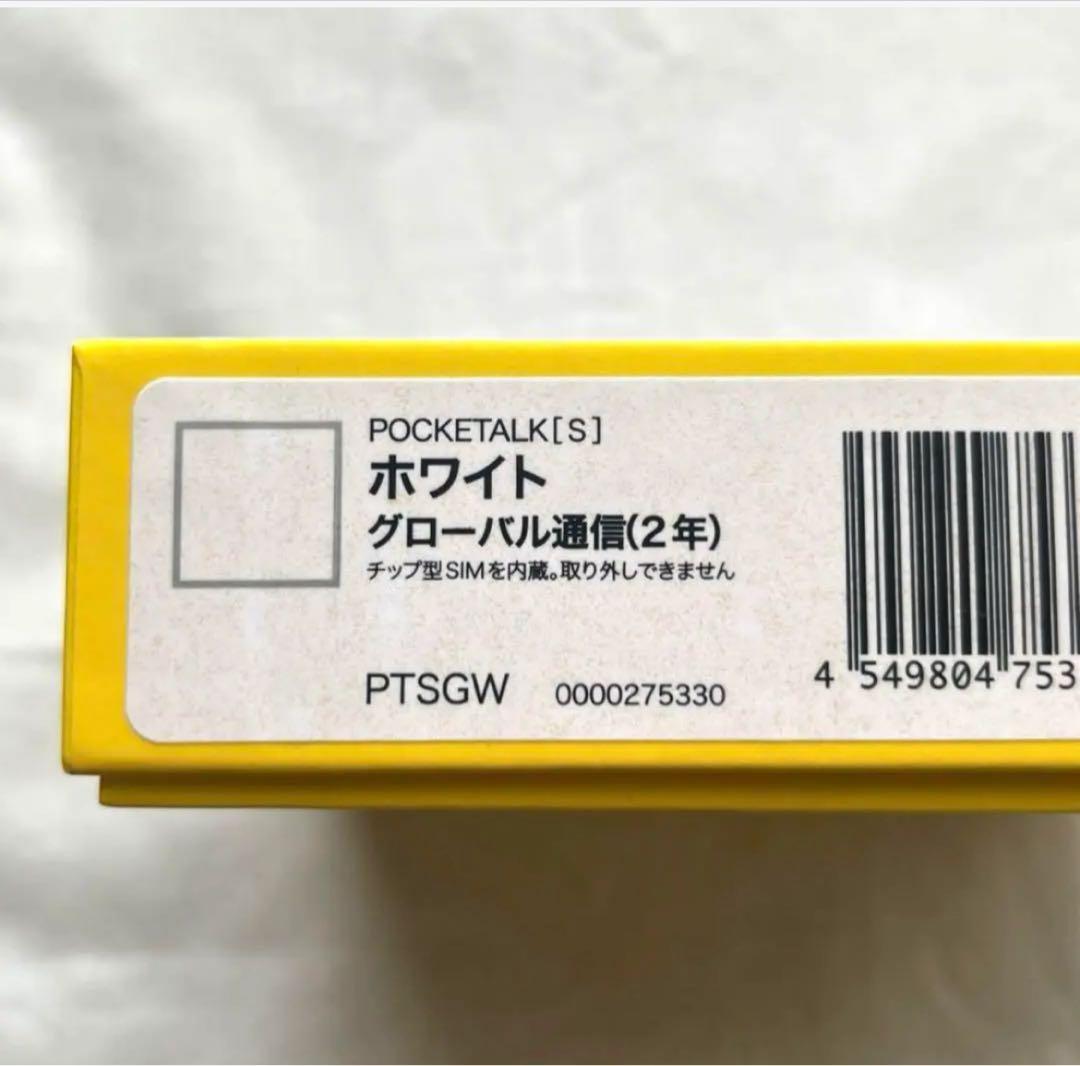 POCKETALK[S]
ホワイト
グローバル通信(2年)
チップ型SIMを内蔵。取り外しできません
PTSGW 0000275330
4 549804 753